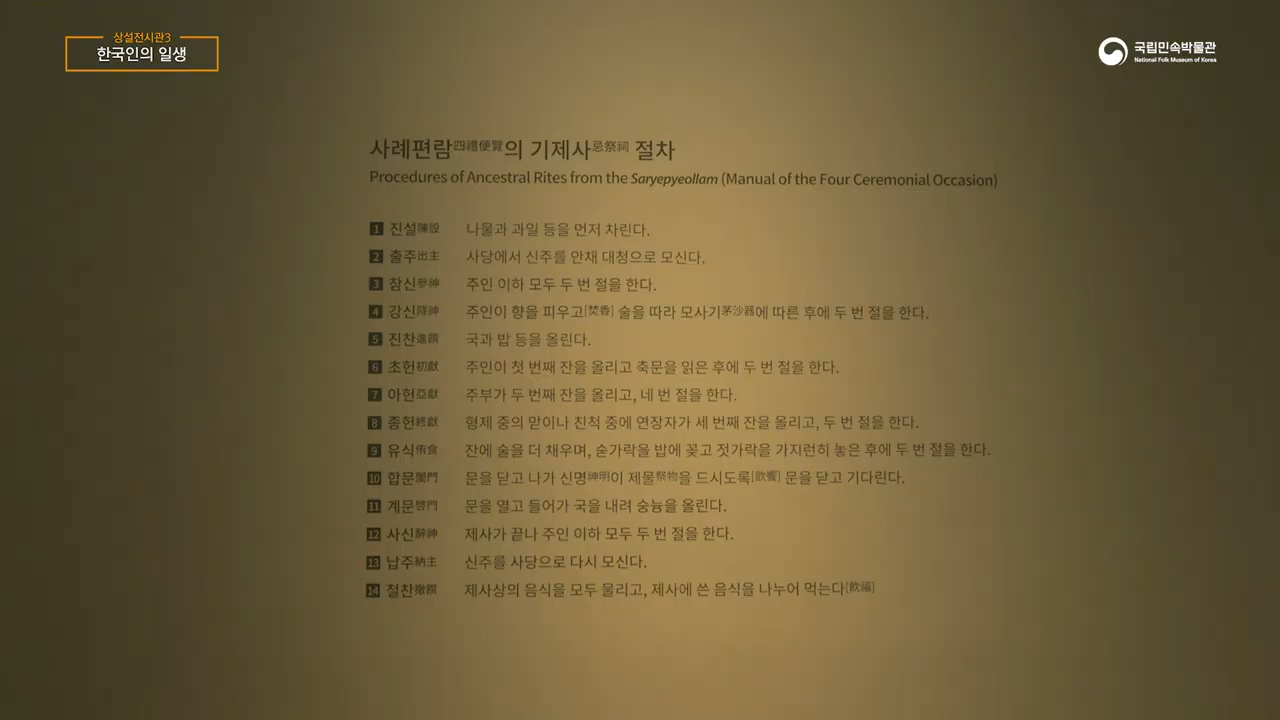 상설전시관3
한국인의 일생
국립민속박물관
National Folk Museum of Korea
사례편람四禮便覽의 기제사忌祭祀 절차
Procedures of Ancestral Rites from the Saryepyeollam (Manual of the Four Ceremonial Occasion)
1 진설陳設 나물과 과일 등을 먼저 차린다.
2 출주出主 사당에서 신주를 안채 대청으로 모신다.
3 참신參神 주인 이하 모두 두 번 절을 한다.
4 강신降神 주인이 향을 피우고[焚香] 술을 따라 모사기茅沙器에 따른 후에 두 번 절을 한다.
5 진찬進饌 국과 밥 등을 올린다.
6 초헌初獻 주인이 첫 번째 잔을 올리고 축문을 읽은 후에 두 번 절을 한다.
7 아헌亞獻 주부가 두 번째 잔을 올리고, 네 번 절을 한다.
8 종헌終獻 형제 중의 맏이나 친척 중에 연장자가 세 번째 잔을 올리고, 두 번 절을 한다.
9 유식侑食 잔에 술을 더 채우며, 숟가락을 밥에 꽂고 젓가락을 가지런히 놓은 후에 두 번 절을 한다.
10 합문闔門 문을 닫고 나가 신명神明이 제물祭物을 드시도록[歆饗] 문을 닫고 기다린다.
11 계문啓門 문을 열고 들어가 국을 내려 숭늉을 올린다.
12 사신辭神 제사가 끝나 주인 이하 모두 두 번 절을 한다.
13 납주納主 신주를 사당으로 다시 모신다.
14 철찬撤饌 제사상의 음식을 모두 물리고, 제사에 쓴 음식을 나누어 먹는다[飮福]